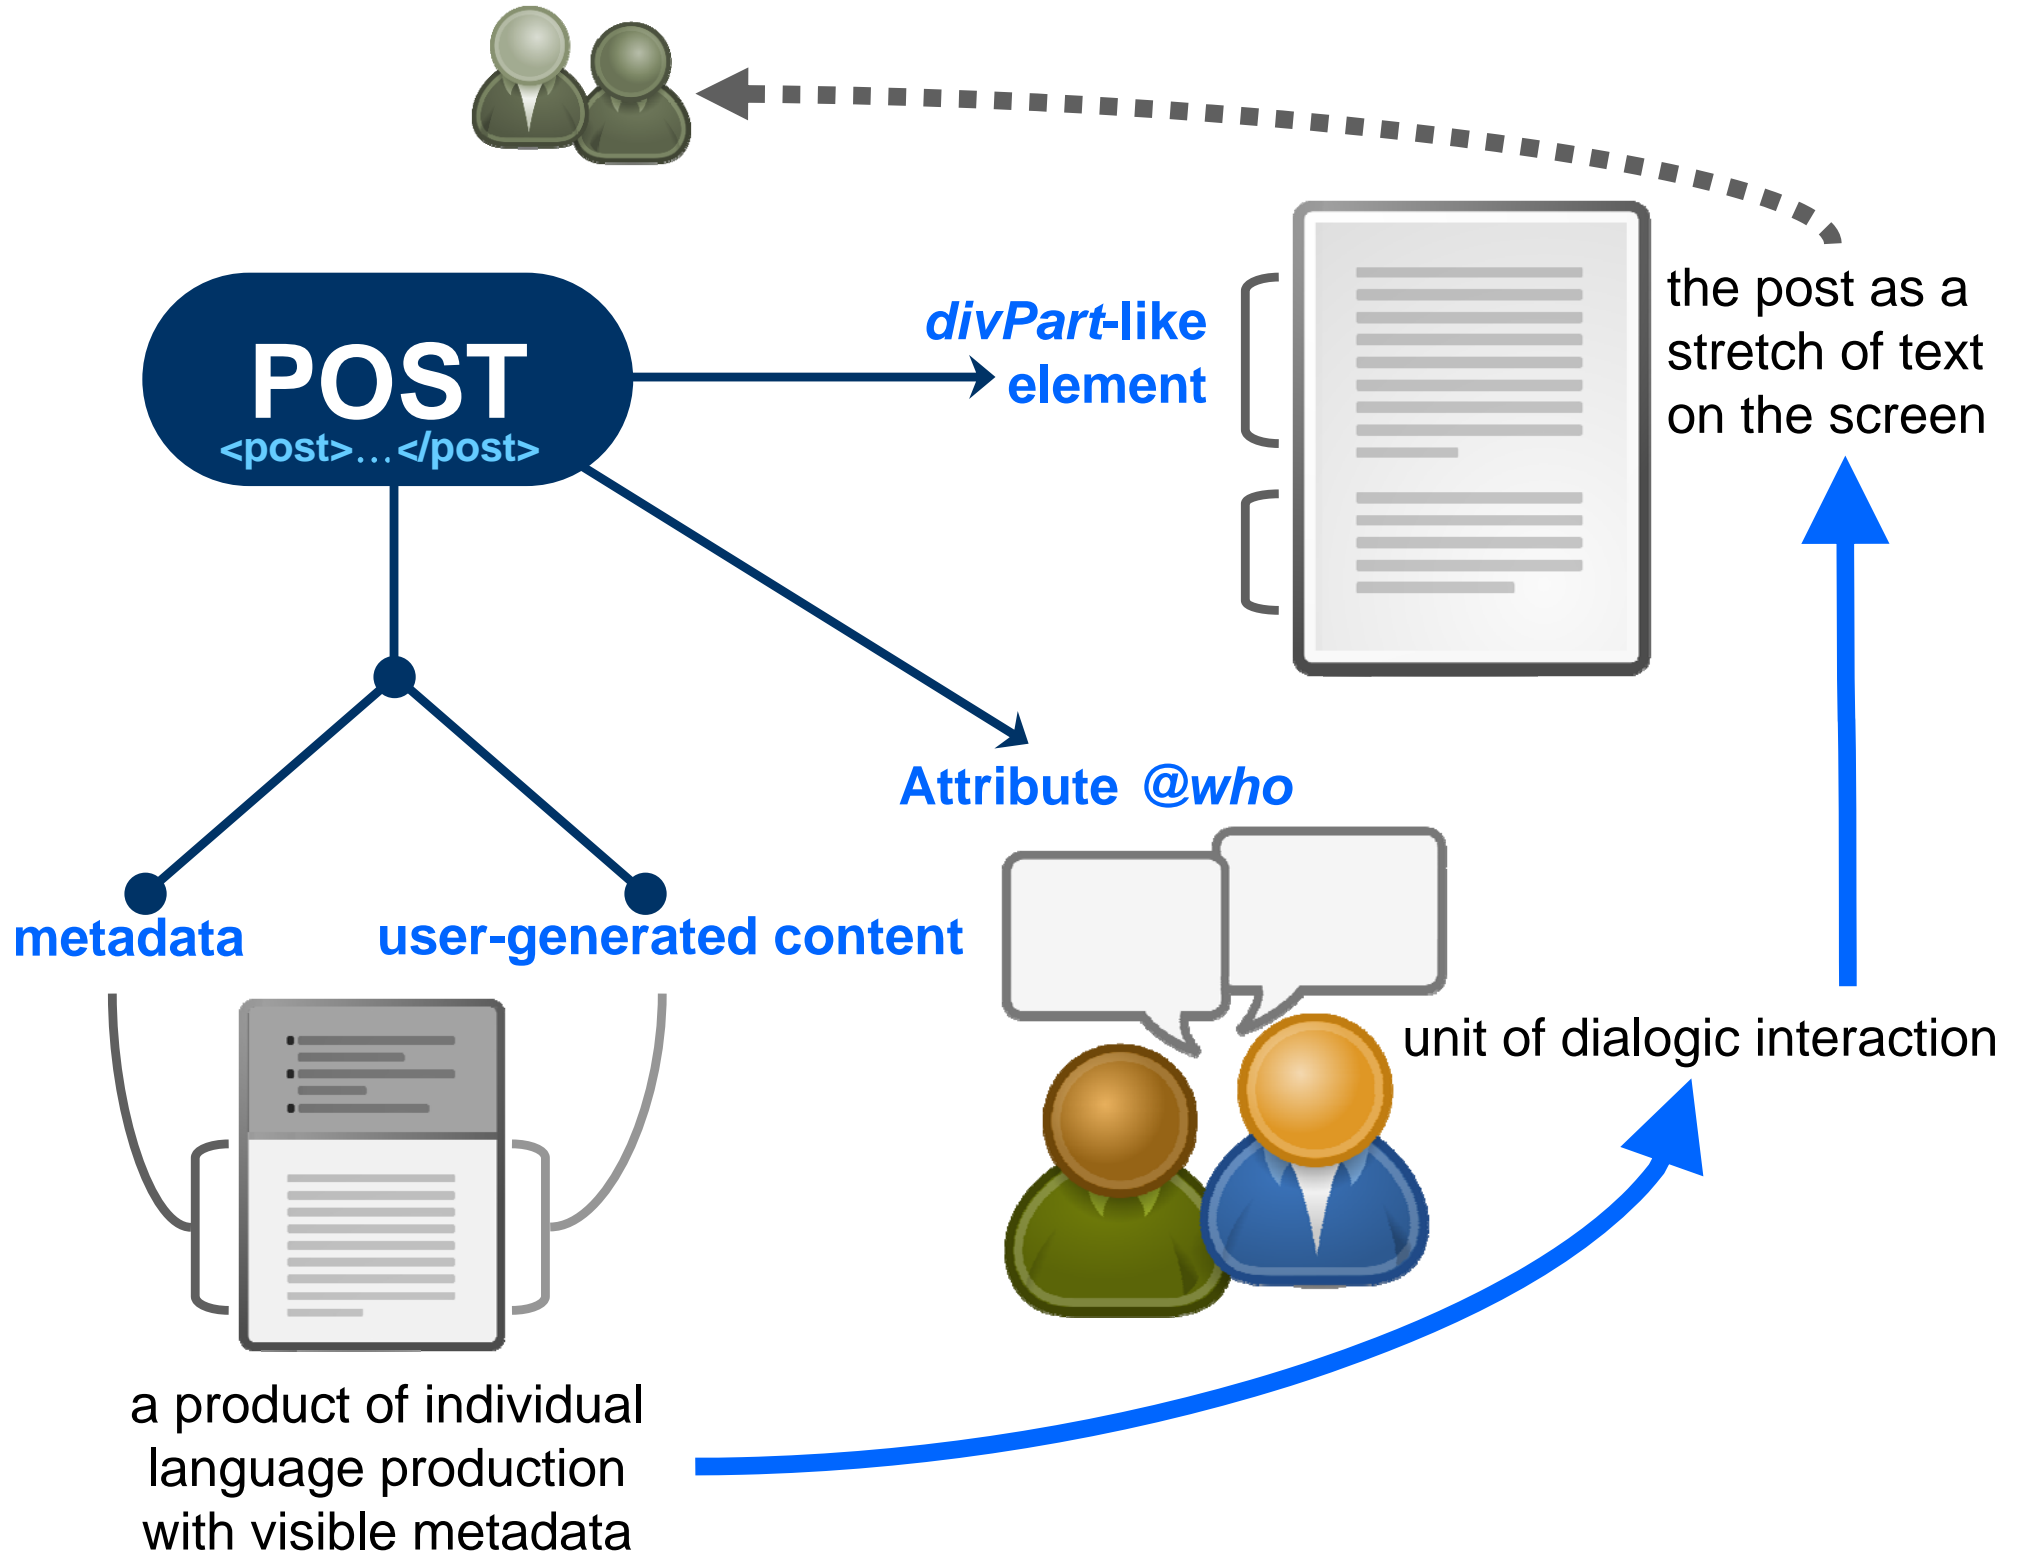 POST
<post>…</post>
divPart-like
element
the post as a
stretch of text
on the screen
Attribute @who
metadata
user-generated content
unit of dialogic interaction
a product of individual
language production
with visible metadata